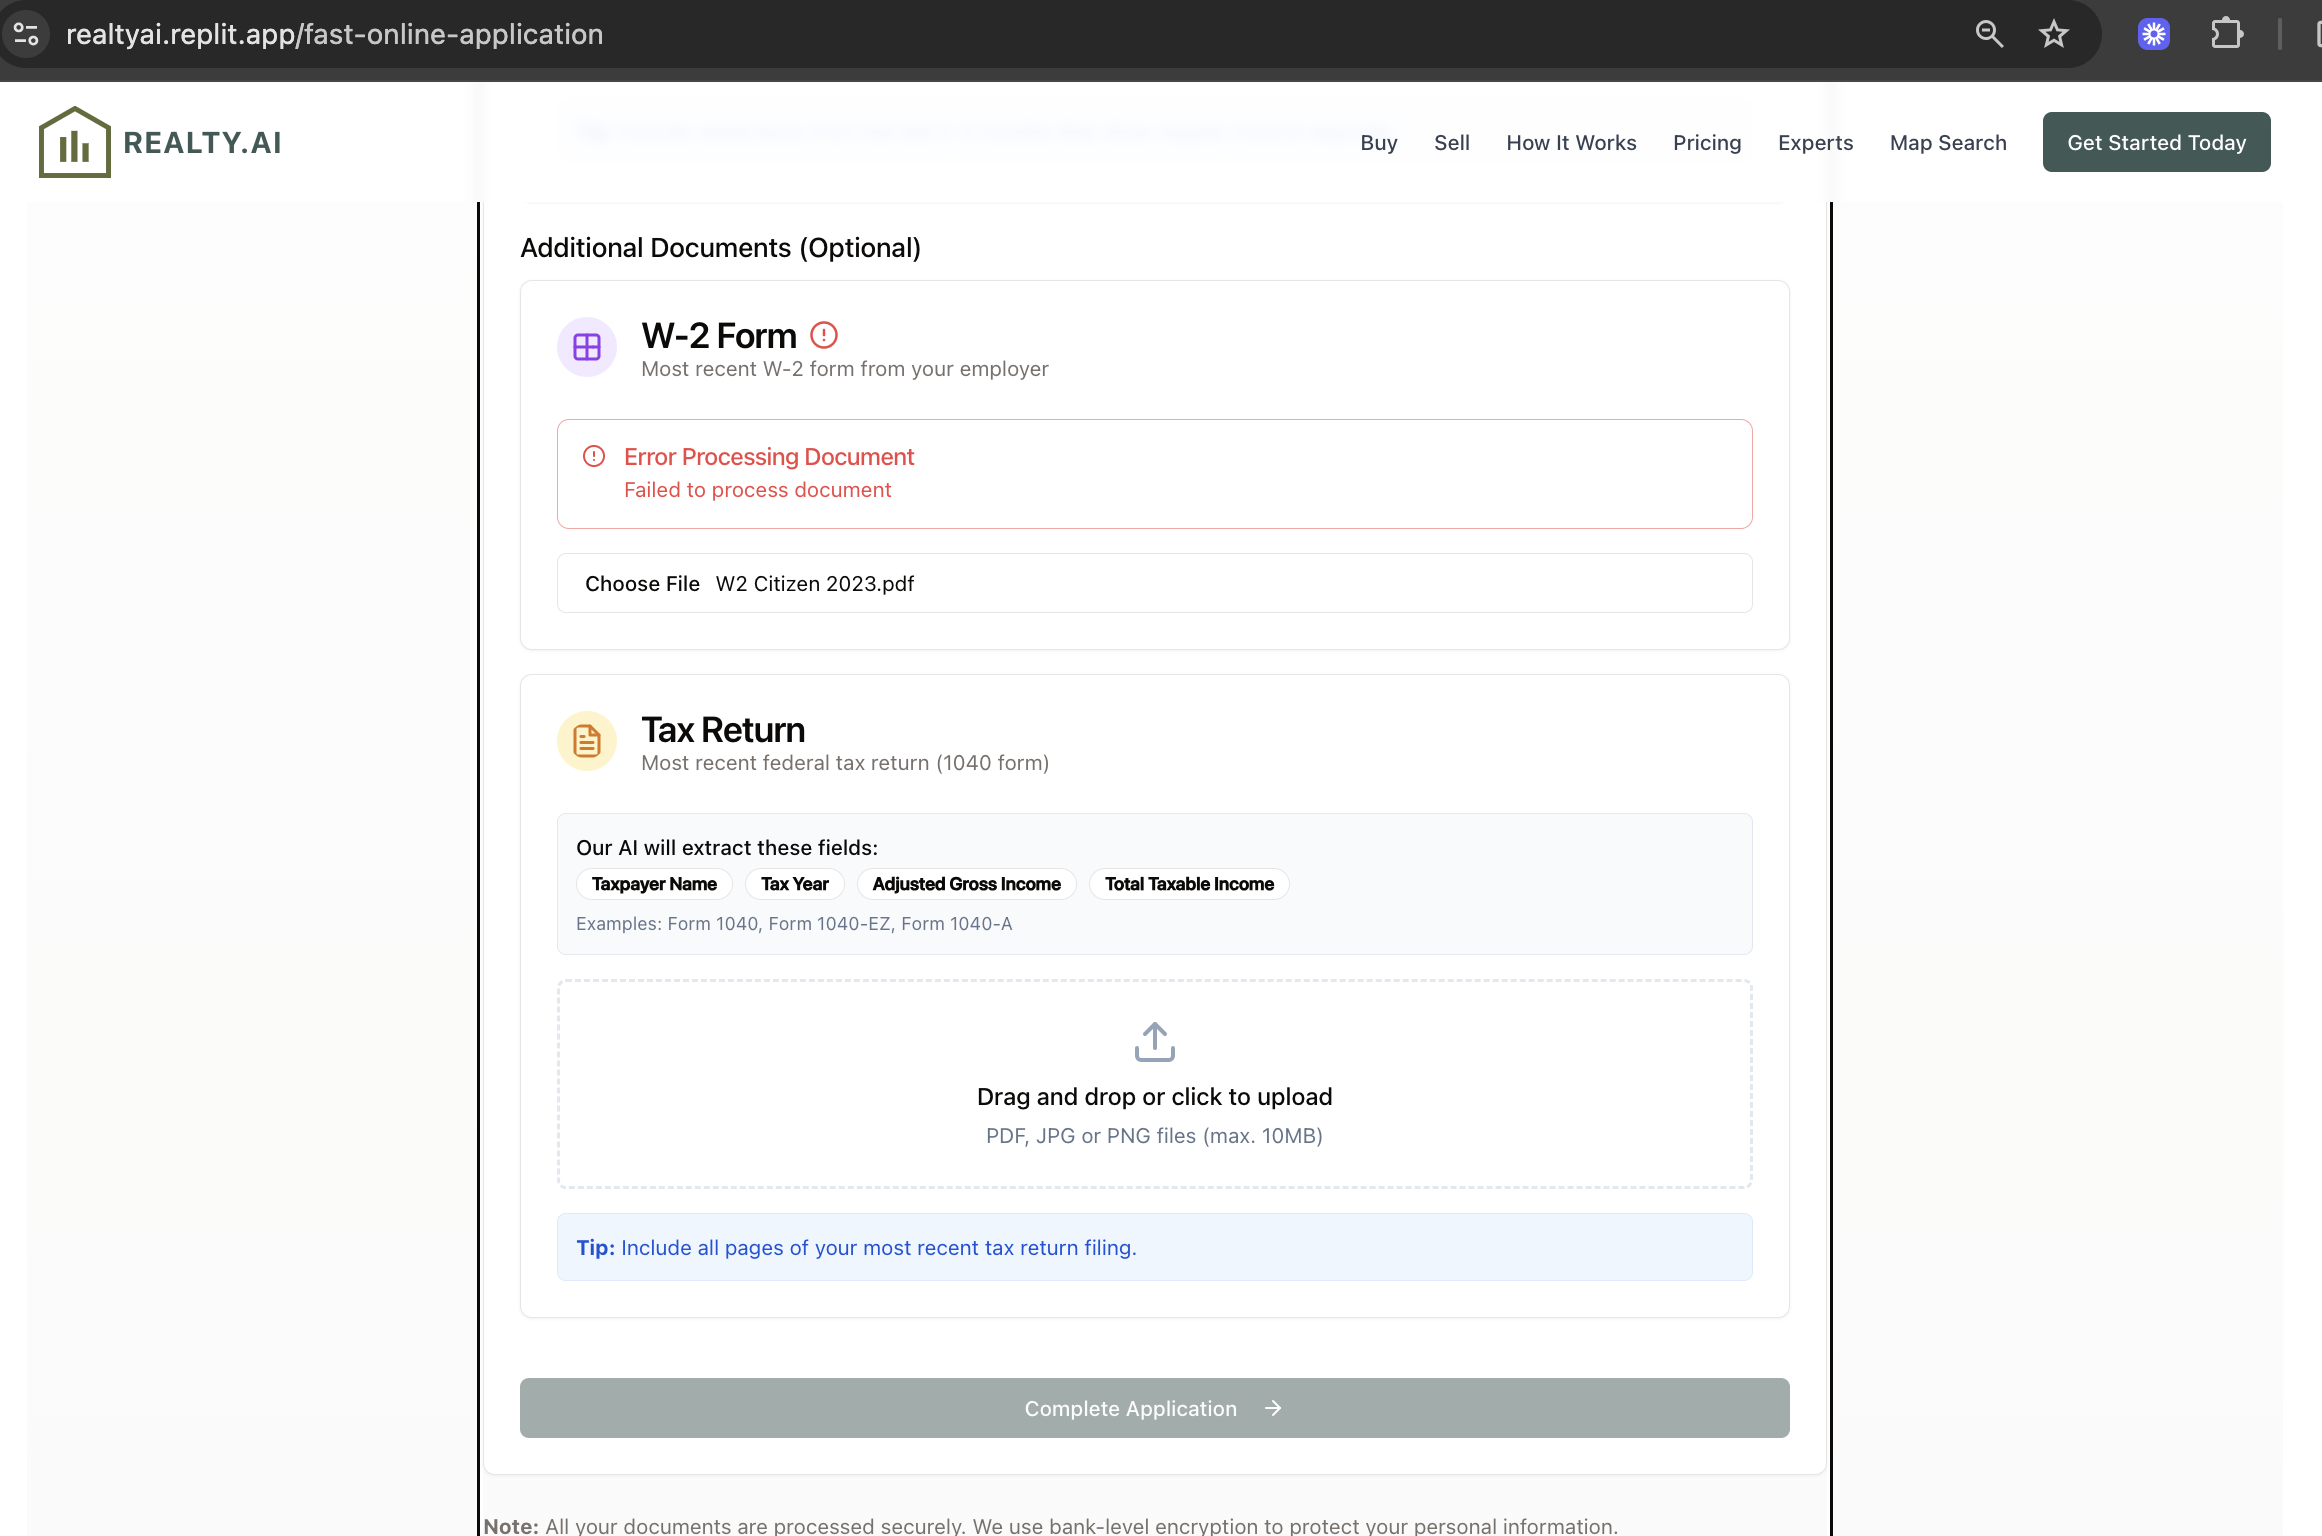 realtyai.replit.app/fast-online-application
REALTY.AI
Buy Sell How It Works Pricing Experts Map Search Get Started Today
Additional Documents (Optional)
W-2 Form
Most recent W-2 form from your employer
Error Processing Document
Failed to process document
Choose File W2 Citizen 2023.pdf
Tax Return
Most recent federal tax return (1040 form)
Our AI will extract these fields:
Taxpayer Name Tax Year Adjusted Gross Income Total Taxable Income
Examples: Form 1040, Form 1040-EZ, Form 1040-A
Drag and drop or click to upload
PDF, JPG or PNG files (max. 10MB)
Tip: Include all pages of your most recent tax return filing.
Complete Application
Note: All your documents are processed securely. We use bank-level encryption to protect your personal information.